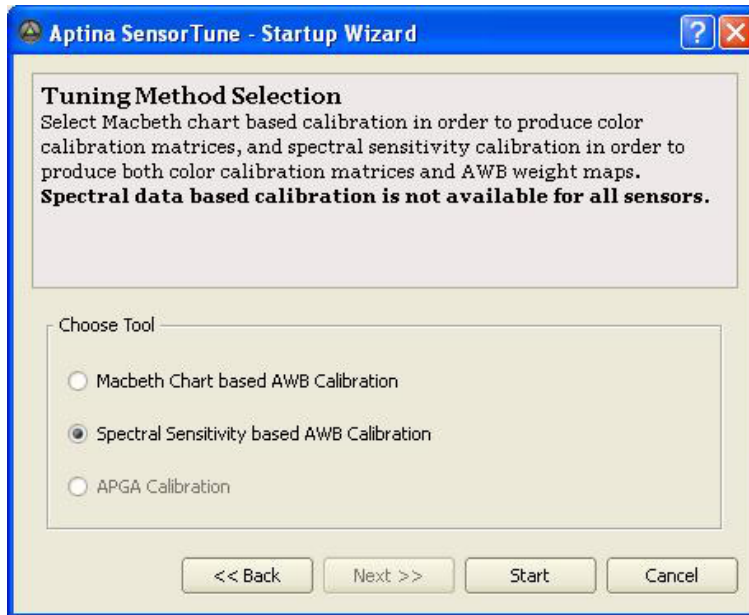 Aptina SensorTune - Startup Wizard
Tuning Method Selection
Select Macbeth chart based calibration in order to produce color
calibration matrices, and spectral sensitivity calibration in order to
produce both color calibration matrices and AWB weight maps.
Spectral data based calibration is not available for all sensors.
Choose Tool
Macbeth Chart based AWB Calibration
Spectral Sensitivity based AWB Calibration
APGA Calibration
<< Back
Next >>
Start
Cancel